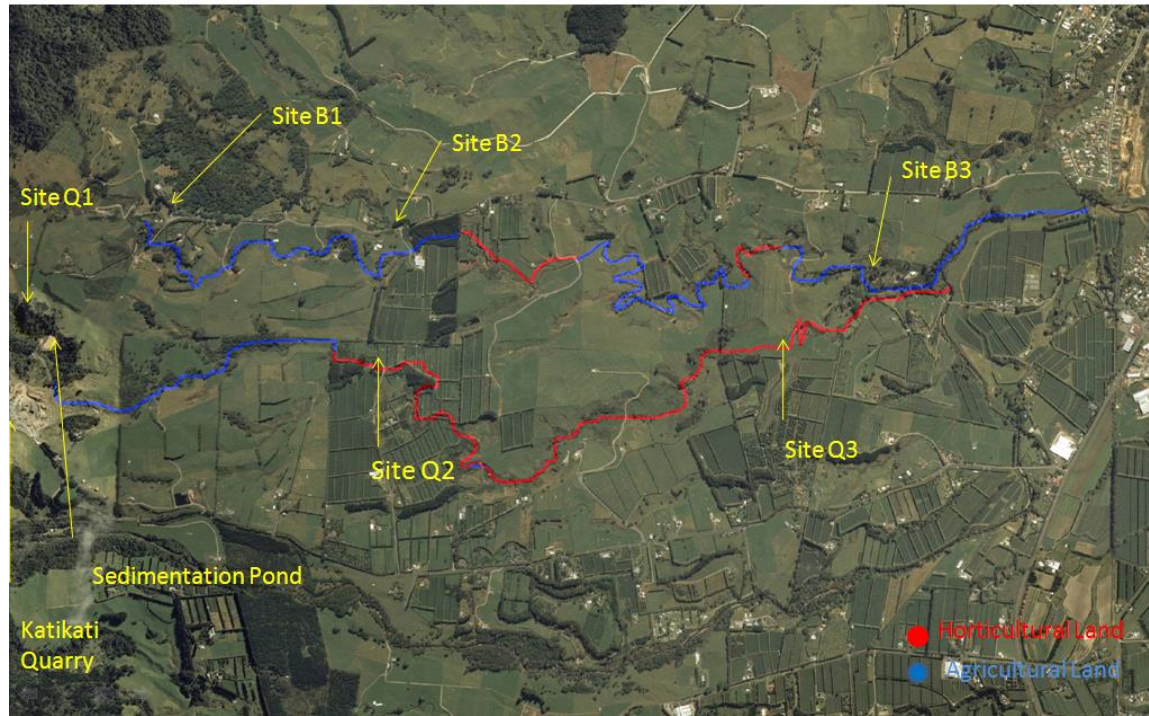 Site B1
Site B2
Site B3
Site Q1
Site Q2
Site Q3
Sedimentation Pond
Katikati
Quarry
Horticultural Land
Agricultural Land